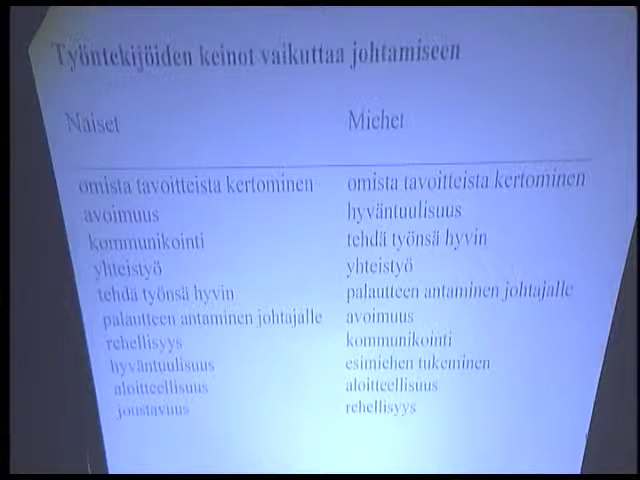 Työntekijöiden keinot vaikuttaa johtamiseen
Naiset Miehet
omista tavoitteista kertominen omista tavoitteista kertominen
avoimuus hyväntuulisuus
kommunikointi tehdä työnsä hyvin
yhteistyö yhteistyö
tehdä työnsä hyvin palautteen antaminen johtajalle
palautteen antaminen johtajalle avoimuus
rehellisyys kommunikointi
hyväntuulisuus esimiehen tukeminen
aloitteellisuus aloitteellisuus
joustavuus rehellisyys